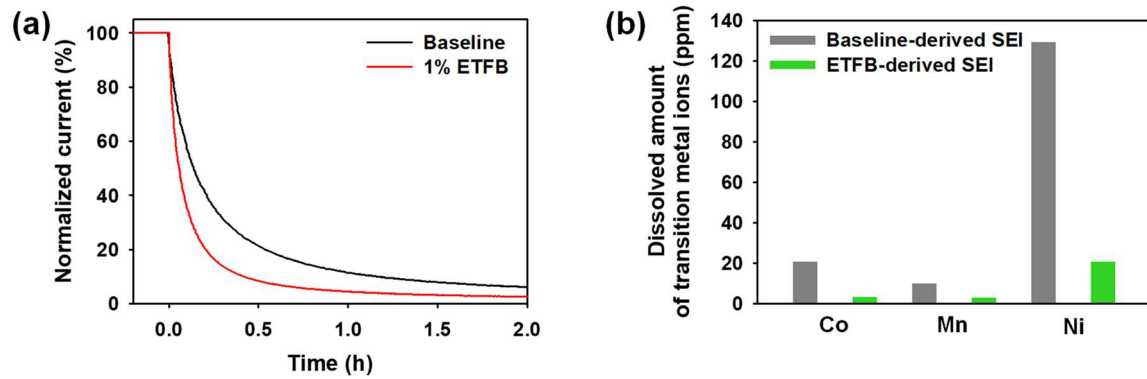 (a)
Normalized current (%)
100
80
60
40
20
0
Baseline
1% ETFB
0.0
0.5
1.0
1.5
2.0
Time (h)
(b)
Dissolved amount
of transition metal ions (ppm)
140
120
100
80
60
40
20
0
Baseline-derived SEI
ETFB-derived SEI
Co
Mn
Ni